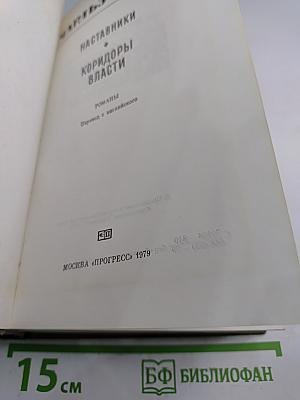 НАСТАВНИКИ
КОРИДОРЫ
ВЛАСТИ
РОМАНЫ
Перевод с английского
МОСКВА «ПРОГРЕСС» 1979
15 см
БФ БИБЛИОФАН